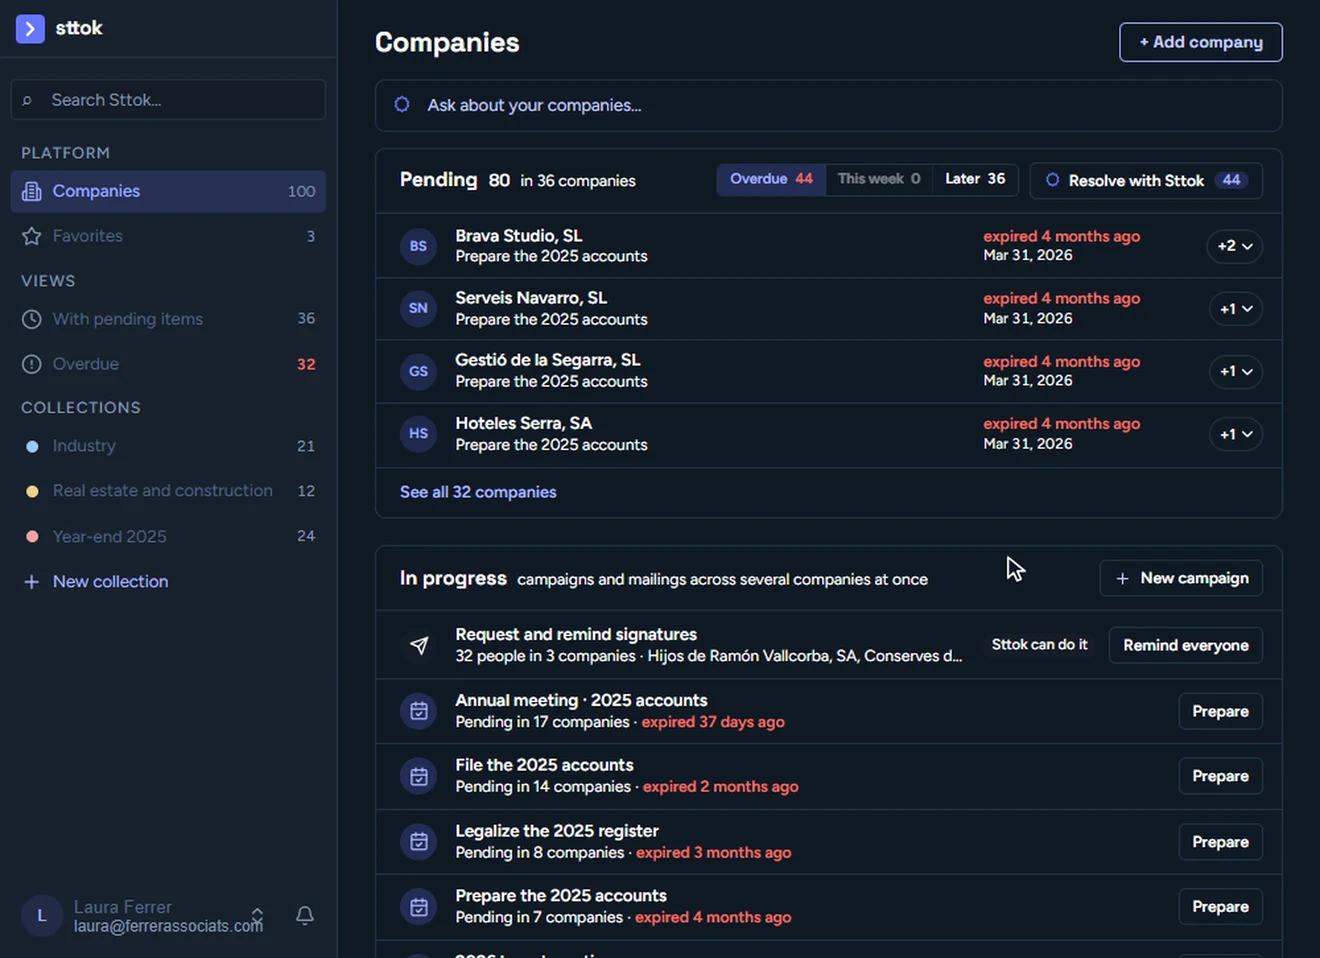 sttok
Search Sttok...
PLATFORM
Companies 100
Favorites 3
VIEWS
With pending items 36
Overdue 32
COLLECTIONS
Industry 21
Real estate and construction 12
Year-end 2025 24
+ New collection
L
Laura Ferrer
laura@ferrerassociats.com
Companies
+ Add company
Ask about your companies...
Pending 80 in 36 companies
Overdue 44
This week 0
Later 36
Resolve with Sttok 44
BS
Brava Studio, SL
Prepare the 2025 accounts
expired 4 months ago
Mar 31, 2026
+2
SN
Serveis Navarro, SL
Prepare the 2025 accounts
expired 4 months ago
Mar 31, 2026
+1
GS
Gestió de la Segarra, SL
Prepare the 2025 accounts
expired 4 months ago
Mar 31, 2026
+1
HS
Hoteles Serra, SA
Prepare the 2025 accounts
expired 4 months ago
Mar 31, 2026
+1
See all 32 companies
In progress campaigns and mailings across several companies at once
+ New campaign
Request and remind signatures
32 people in 3 companies · Hijos de Ramón Vallcorba, SA, Conserves d...
Sttok can do it
Remind everyone
Annual meeting · 2025 accounts
Pending in 17 companies · expired 37 days ago
Prepare
File the 2025 accounts
Pending in 14 companies · expired 2 months ago
Prepare
Legalize the 2025 register
Pending in 8 companies · expired 3 months ago
Prepare
Prepare the 2025 accounts
Pending in 7 companies · expired 4 months ago
Prepare